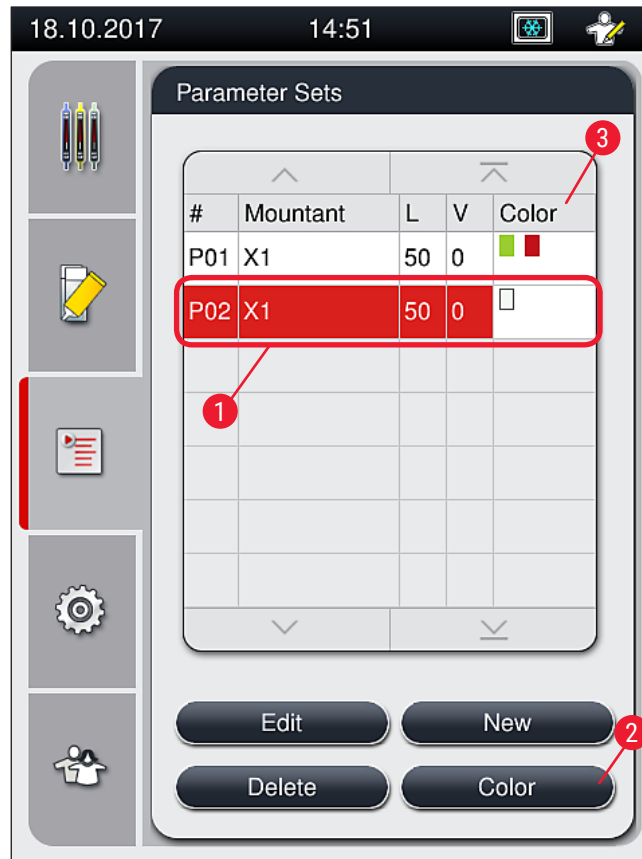 18.10.2017 14:51
Parameter Sets
3
# Mountant L V Color
P01 X1 50 0
P02 X1 50 0
1
Edit New
2
Delete Color